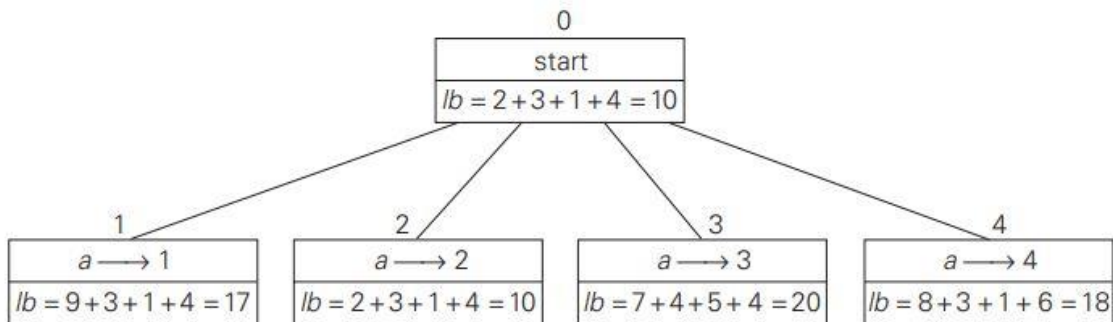 0
start
lb = 2 + 3 + 1 + 4 = 10
1 2 3 4
a ⟶ 1 a ⟶ 2 a ⟶ 3 a ⟶ 4
lb = 9 + 3 + 1 + 4 = 17 lb = 2 + 3 + 1 + 4 = 10 lb = 7 + 4 + 5 + 4 = 20 lb = 8 + 3 + 1 + 6 = 18